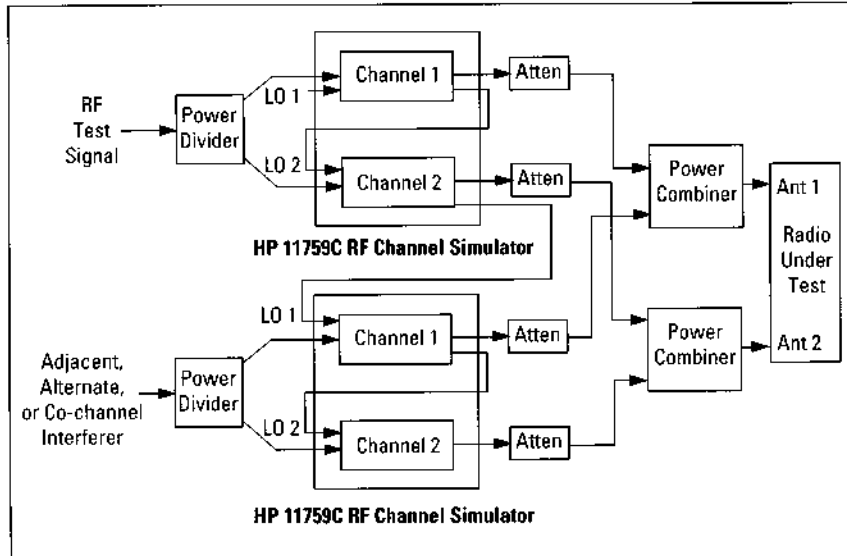 RF
Test
Signal
Power
Divider
LO 1
LO 2
Channel 1
Channel 2
Atten
Atten
HP 11759C RF Channel Simulator
Power
Combiner
Ant 1
Radio
Under
Test
Ant 2
Power
Combiner
Adjacent,
Alternate,
or Co-channel
Interferer
Power
Divider
LO 1
LO 2
Channel 1
Channel 2
Atten
Atten
HP 11759C RF Channel Simulator